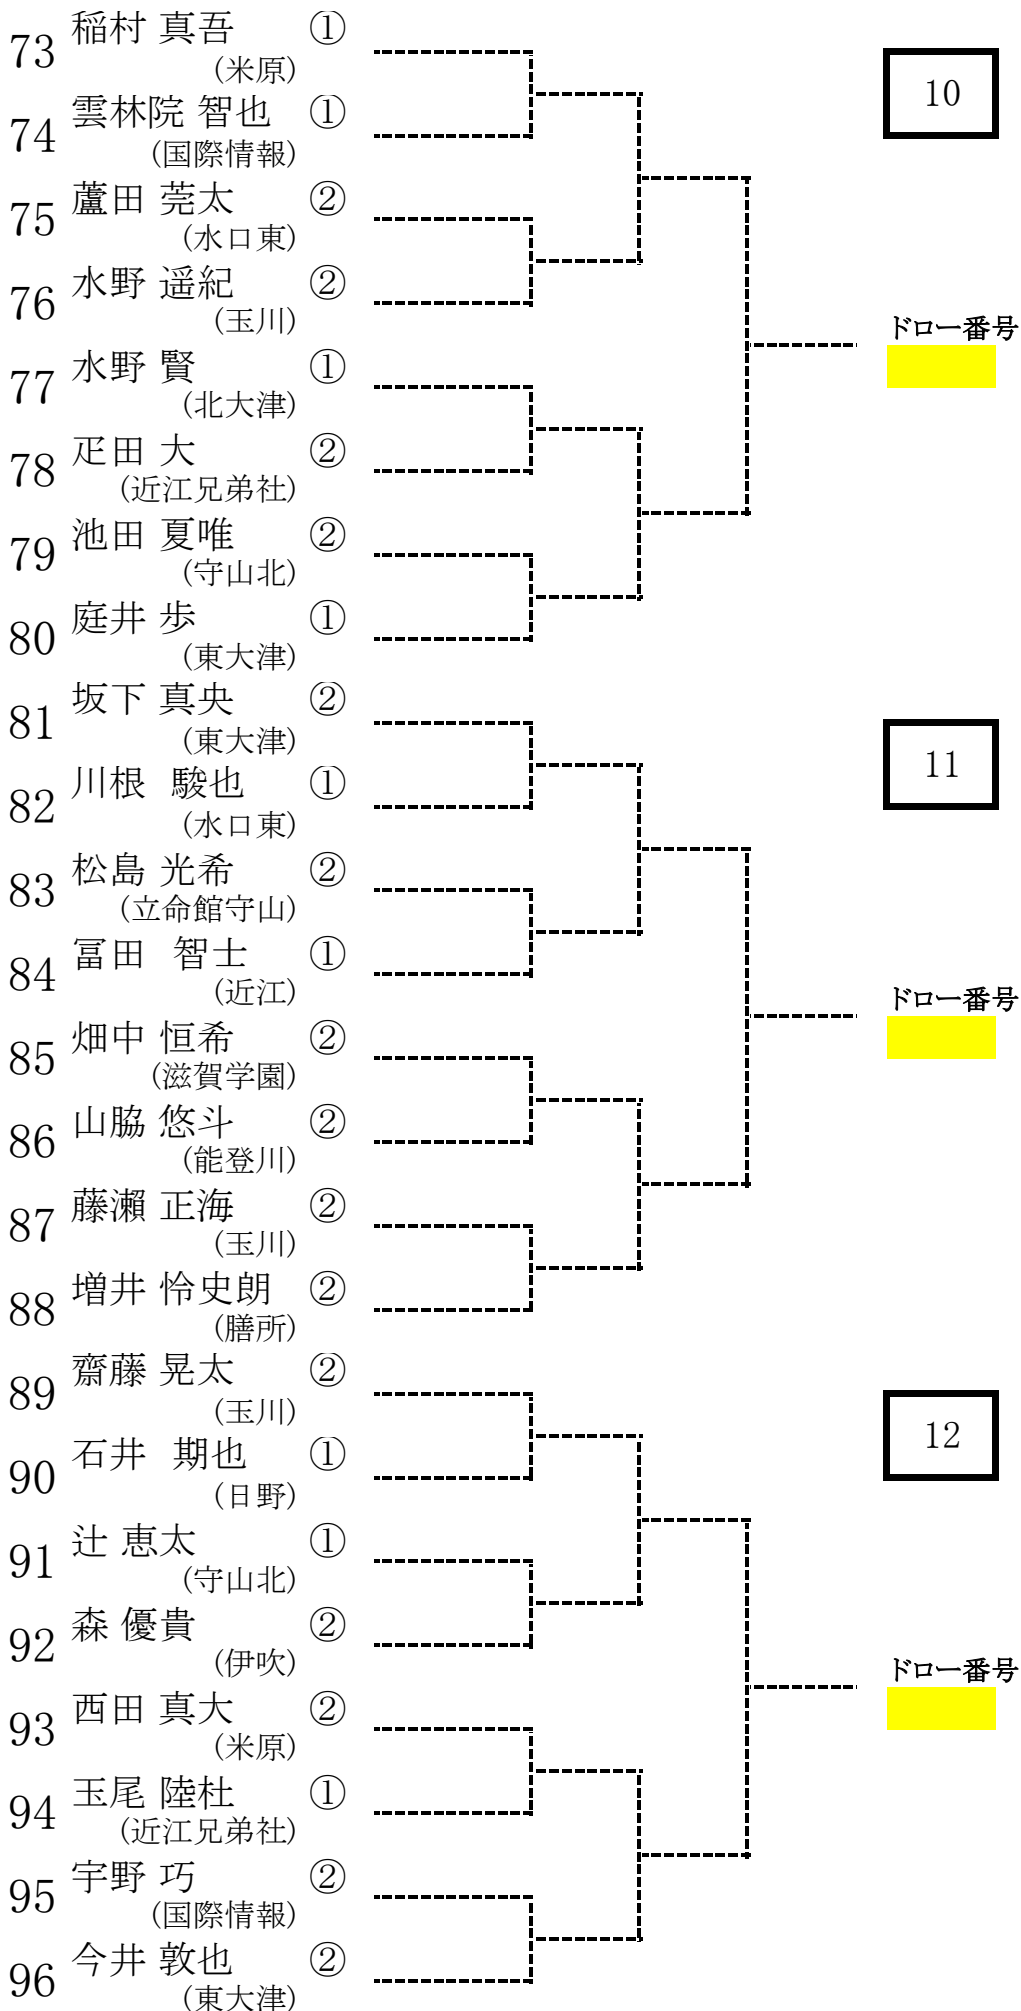 73 稲村 真吾 ①
(米原)
10
74 雲林院 智也 ①
(国際情報)
75 蘆田 莞太 ②
(水口東)
76 水野 遥紀 ②
(玉川)
ドロー番号
77 水野 賢 ①
(北大津)
78 疋田 大 ②
(近江兄弟社)
79 池田 夏唯 ②
(守山北)
80 庭井 歩 ①
(東大津)
81 坂下 真央 ②
(東大津)
11
82 川根 駿也 ①
(水口東)
83 松島 光希 ②
(立命館守山)
84 冨田 智士 ①
(近江)
ドロー番号
85 畑中 恒希 ②
(滋賀学園)
86 山脇 悠斗 ②
(能登川)
87 藤瀨 正海 ②
(玉川)
88 増井 怜史朗 ②
(膳所)
89 齋藤 晃太 ②
(玉川)
12
90 石井 期也 ①
(日野)
91 辻 恵太 ①
(守山北)
92 森 優貴 ②
(伊吹)
ドロー番号
93 西田 真大 ②
(米原)
94 玉尾 陸杜 ①
(近江兄弟社)
95 宇野 巧 ②
(国際情報)
96 今井 敦也 ②
(東大津)